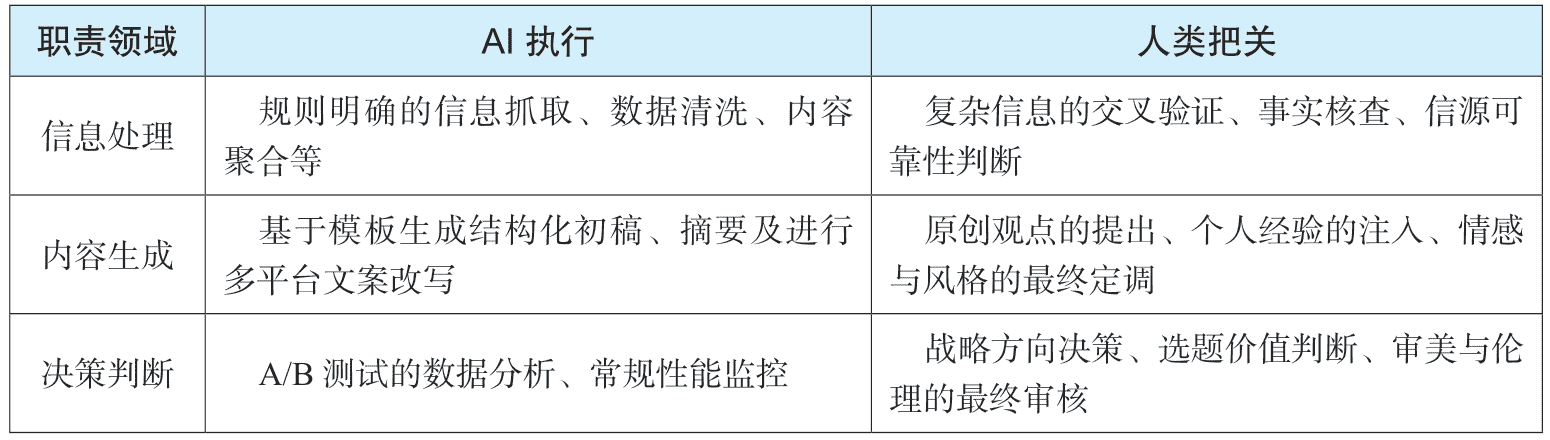 职责领域
AI 执行
人类把关
信息处理
规则明确的信息抓取、数据清洗、内容
聚合等
复杂信息的交叉验证、事实核查、信源可
靠性判断
内容生成
基于模板生成结构化初稿、摘要及进行
多平台文案改写
原创观点的提出、个人经验的注入、情感
与风格的最终定调
决策判断
A/B 测试的数据分析、常规性能监控
战略方向决策、选题价值判断、审美与伦
理的最终审核